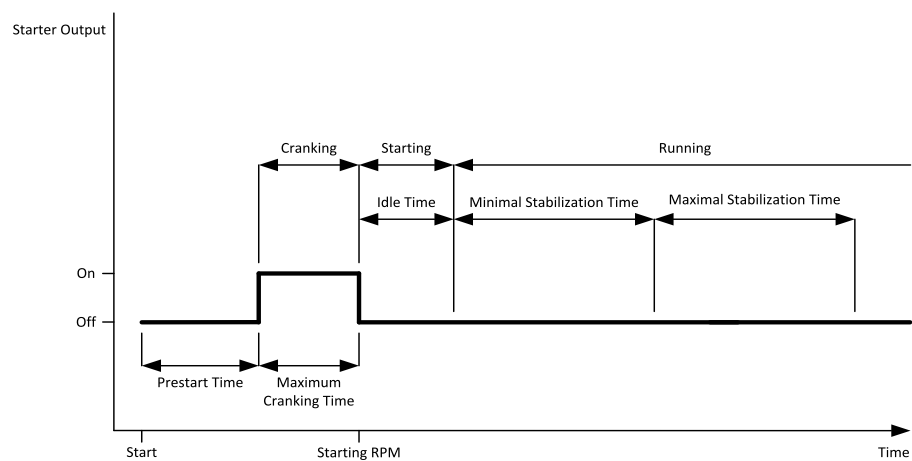 Starter Output
Cranking
Starting
Running
Idle Time
Minimal Stabilization Time
Maximal Stabilization Time
On
Off
Prestart Time
Maximum
Cranking Time
Start
Starting RPM
Time